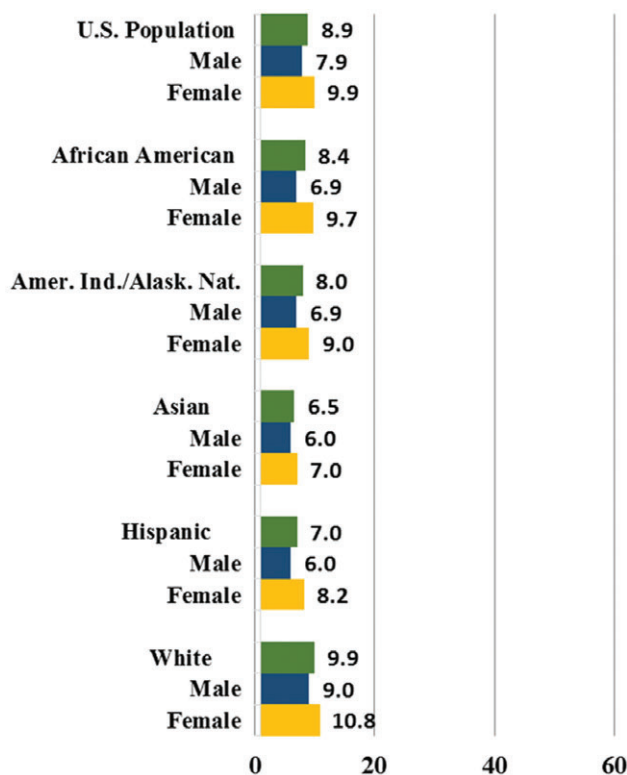 U.S. Population 8.9
Male 7.9
Female 9.9
African American 8.4
Male 6.9
Female 9.7
Amer. Ind./Alask. Nat. 8.0
Male 6.9
Female 9.0
Asian 6.5
Male 6.0
Female 7.0
Hispanic 7.0
Male 6.0
Female 8.2
White 9.9
Male 9.0
Female 10.8
0 20 40 60